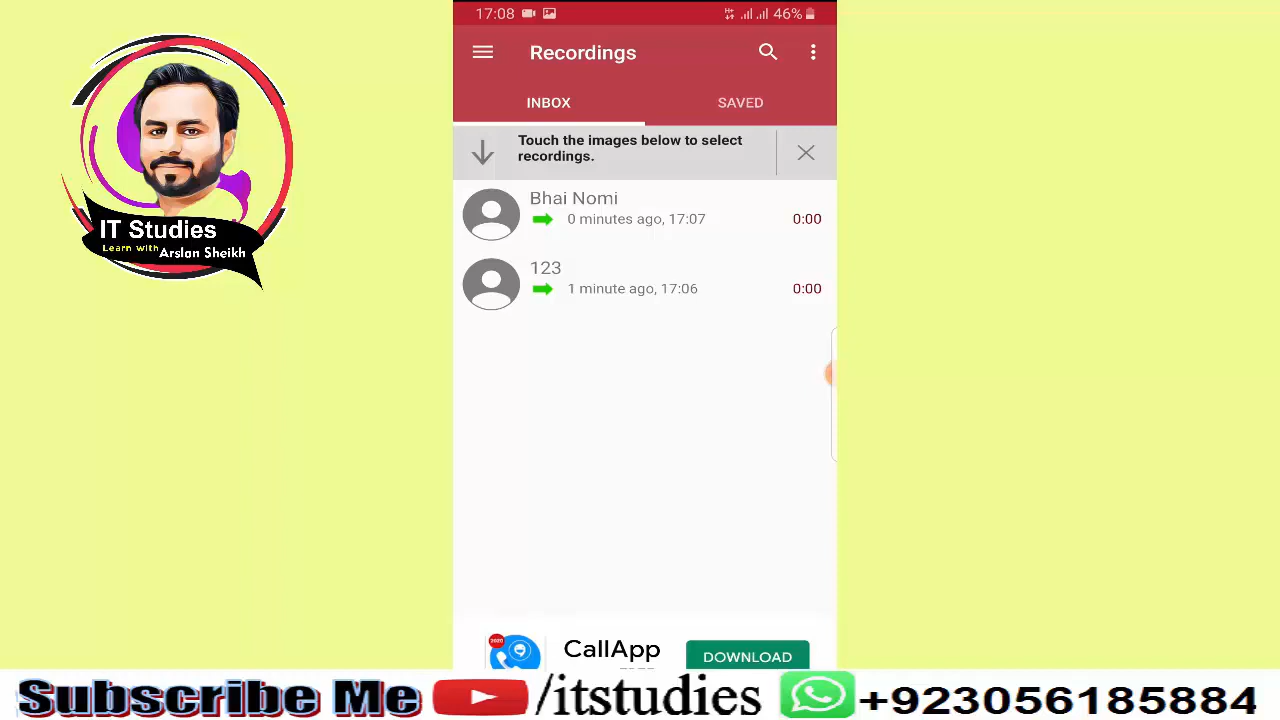 17:08
46%
Recordings
INBOX
SAVED
Touch the images below to select
recordings.
Bhai Nomi
0 minutes ago, 17:07
0:00
123
1 minute ago, 17:06
0:00
IT Studies
Learn with Arslan Sheikh
2020
CallApp
DOWNLOAD
Subscribe Me
/itstudies
+923056185884